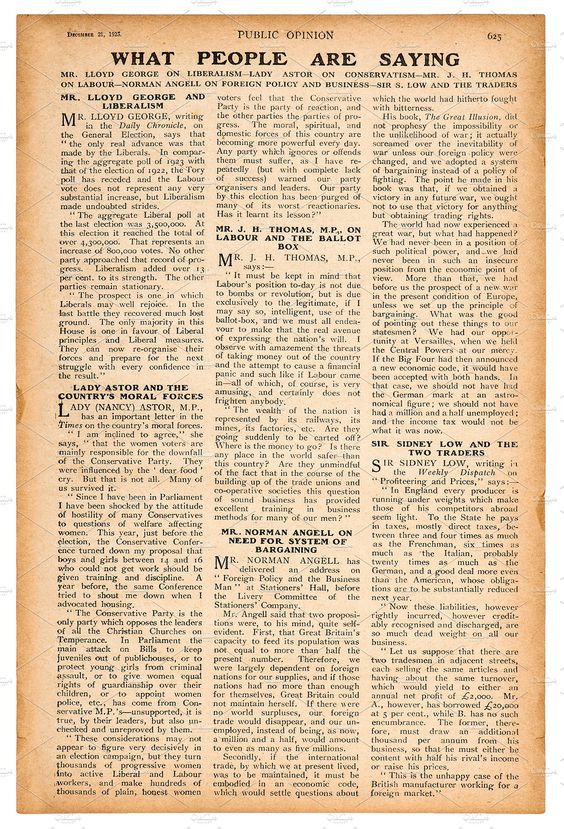 DECEMBER 21, 1923.
PUBLIC OPINION
625
WHAT PEOPLE ARE SAYING
MR. LLOYD GEORGE ON LIBERALISM—LADY ASTOR ON CONSERVATISM—MR. J. H. THOMAS
ON LABOUR—NORMAN ANGELL ON FOREIGN POLICY AND BUSINESS—SIR S. LOW AND THE TRADERS
MR. LLOYD GEORGE AND
LIBERALISM
MR. LLOYD GEORGE, writing
in the Daily Chronicle, on
the General Election, says that
"the only real advance was that
made by the Liberals. In compar-
ing the aggregate poll of 1923 with
that of the election of 1922, the Tory
poll has receded and the Labour
vote does not represent any very
substantial increase, but Liberalism
made undoubted strides.
"The aggregate Liberal poll at
the last election was 3,500,000. At
this election it reached the total of
over 4,300,000. That represents an
increase of 800,000 votes. No other
party approached that record of pro-
gress. Liberalism added over 13
per cent. to its strength. The other
parties remain stationary.
"The prospect is one in which
Liberals may well rejoice. In the
last battle they recovered much lost
ground. The only majority in this
House is one in favour of Liberal
principles and Liberal measures.
They can now re-organise their
forces and prepare for the next
struggle with every confidence in
the result."
LADY ASTOR AND THE
COUNTRY'S MORAL FORCES
LADY (NANCY) ASTOR, M.P.,
has an important letter in the
Times on the country's moral forces.
"I am inclined to agree," she
says, "that the women voters are
mainly responsible for the downfall
of the Conservative Party. They
were influenced by the 'dear food'
cry. But that is not all. Many of
us survived it.
"Since I have been in Parliament
I have been shocked by the attitude
of hostility of many Conservatives
to questions of welfare affecting
women. This year, just before the
election, the Conservative Confer-
ence turned down my proposal that
boys and girls between 14 and 16
who could not get work should be
given training and discipline. A
year before, the same Conference
tried to shout me down when I
advocated housing.
"The Conservative Party is the
only party which opposes the leaders
of all the Christian Churches on
Temperance. In Parliament the
main attack on Bills to keep
juveniles out of publichouses, or to
protect young girls from criminal
assault, or to give women equal
rights of guardianship over their
children, or to appoint women
police, etc., has come from Con-
servative M.P.'s—unsupported, it is
true, by their leaders, but also un-
checked and unreproved by them.
"These considerations may not
appear to figure very decisively in
an election campaign, but they turn
thousands of progressive women
into active Liberal and Labour
workers, and make hundreds of
thousands of plain, honest women
voters feel that the Conservative
Party is the party of reaction, and
the other parties the parties of pro-
gress. The moral, spiritual, and
domestic forces of this country are
becoming more powerful every day.
Any party which ignores or offends
them must suffer, as I have re-
peatedly (but with complete lack
of success) warned our party
organisers and leaders. Our party
by this election has been purged of
many of its worst reactionaries.
Has it learnt its lesson?"
MR. J. H. THOMAS, M.P., ON
LABOUR AND THE BALLOT
BOX
MR. J. H. THOMAS, M.P.,
says:—
"It must be kept in mind that
Labour's position to-day is not due
to bombs or revolution, but is due
exclusively to the legitimate, if I
may say so, intelligent, use of the
ballot-box, and we must all endea-
vour to make that the real avenue
of expressing the nation's will. I
observe with amazement the threats
of taking money out of the country
and the attempt to cause a financial
panic and such like if Labour came
in—all of which, of course, is very
amusing, and certainly does not
frighten anybody.
"The wealth of the nation is
represented by its railways, its
mines, its factories, etc. Are they
going suddenly to be carted off?
Where is the money to go? Is there
any place in the world safer than
this country? Are they unmindful
of the fact that in the course of the
building up of the trade unions and
co-operative societies this question
of sound business has provided
excellent training in business
methods for many of our men?"
MR. NORMAN ANGELL ON
NEED FOR SYSTEM OF
BARGAINING
MR. NORMAN ANGELL has
delivered an address on
"Foreign Policy and the Business
Man" at Stationers' Hall, before
the Livery Committee of the
Stationers' Company.
Mr. Angell said that two proposi-
tions were, to his mind, quite self-
evident. First, that Great Britain's
capacity to feed its population was
not equal to more than half the
present number. Therefore, we
were largely dependent on foreign
nations for our supplies, and if those
nations had no more than enough
for themselves, Great Britain could
not maintain herself. If there were
no world surpluses, our foreign
trade would disappear, and our un-
employed, instead of being, as now,
a million and a half, would amount
to even as many as five millions.
Secondly, if the international
trade, by which we at present lived,
was to be maintained, it must be
embodied in an economic code,
which would settle questions about
which the world had hitherto fought
with bitterness.
His book, The Great Illusion, did
not prophesy the impossibility or
the unlikelihood of war; it actually
screamed over the inevitability of
war unless our foreign policy were
changed, and we adopted a system
of bargaining instead of a policy of
fighting. The point he made in his
book was that, if we obtained a
victory in any future war, we ought
not to use that victory for anything
but obtaining trading rights.
The world had now experienced a
great war, but what had happened?
We had never been in a position of
such political power, and we had
never been in such an insecure
position from the economic point of
view. More than that, we had
before us the prospect of a new war
in the present condition of Europe,
unless we set up the principle of
bargaining. What was the good
of pointing these things to our
statesmen? We had our oppor-
tunity at Versailles, when we held
the Central Powers at our mercy.
If the Big Four had then announced
a new economic code, it would have
been accepted with both hands. In
that case, we should not have had
the German mark at an astro-
nomical figure; we should not have
had a million and a half unemployed;
and the income tax would not be
what it was now.
SIR. SIDNEY LOW AND THE
TWO TRADERS
SIR SIDNEY LOW, writing in
the Weekly Dispatch on
"Profiteering and Prices," says:—
"In England every producer is
running under weights which make
those of his competitors abroad
seem light. To the State he pays
in taxes, mostly direct taxes, be-
tween three and four times as much
as the Frenchman, six times as
much as the Italian, probably
twenty times as much as the
German, and a good deal more even
than the American, whose obliga-
tions are to be substantially reduced
next year.
"Now these liabilities, however
rightly incurred, however credit-
ably recognised and discharged, are
so much dead weight on all our
business.
"Let us suppose that there are
two tradesmen in adjacent streets,
each selling the same articles and
having about the same turnover,
which would yield to either an
annual net profit of £2,000. Mr.
A., however, has borrowed £20,000
at 5 per cent., while B. has no such
encumbrance. The former, there-
fore, must draw an additional
thousand per annum from his
business, so that he must either be
content with half his rival's income
or raise his prices.
"This is the unhappy case of the
British manufacturer working for a
foreign market."